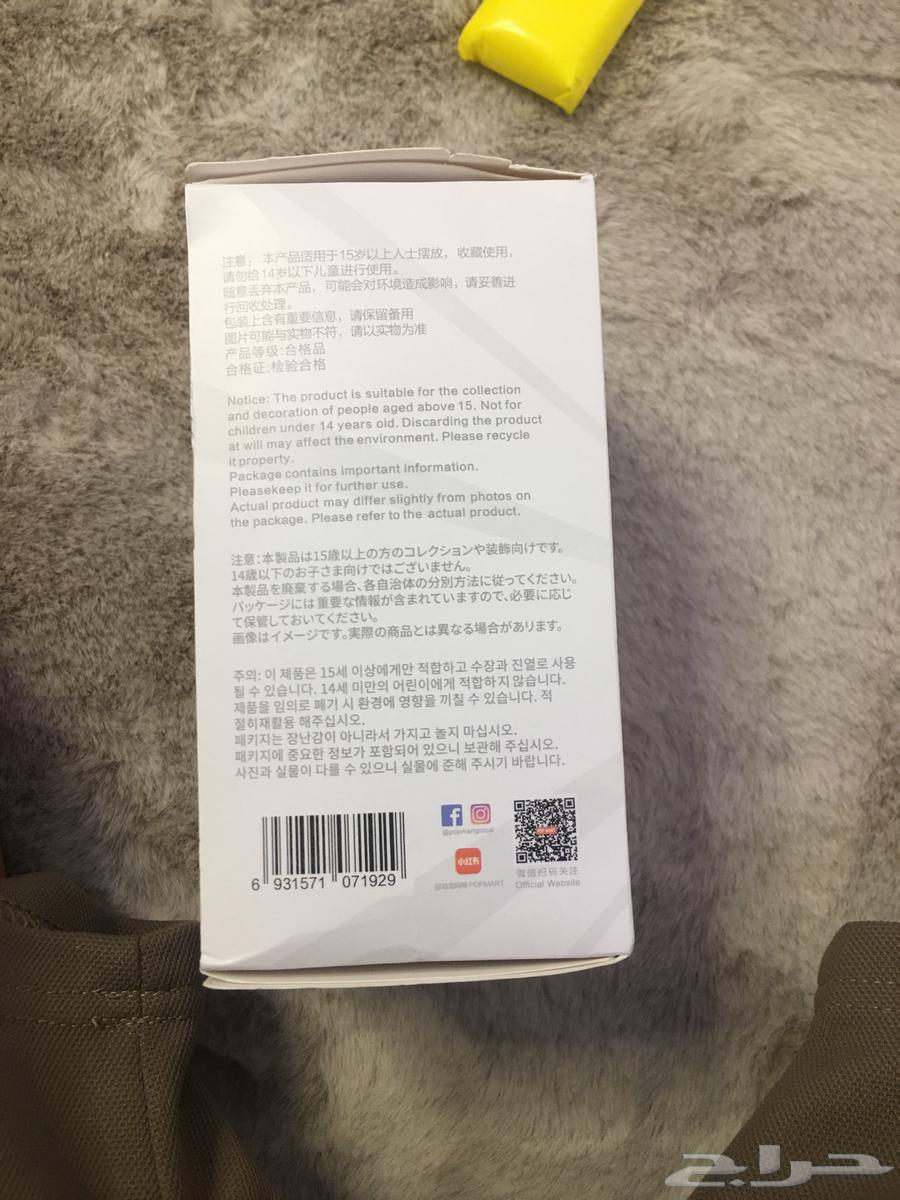 注意：本产品适用于15岁以上人士摆放，收藏使用，
请勿给14岁以下儿童进行使用。
随意丢弃本产品，可能会对环境造成影响，请妥善进
行回收处理。
包装上含有重要信息，请保留备用
图片可能与实物不符，请以实物为准
产品等级:合格品
合格证:检验合格
Notice: The product is suitable for the collection
and decoration of people aged above 15. Not for
children under 14 years old. Discarding the product
at will may affect the environment. Please recycle
it property.
Package contains important information.
Pleasekeep it for further use.
Actual product may differ slightly from photos on
the package. Please refer to the actual product.
注意:本製品は15歳以上の方のコレクションや装飾向けです。
14歳以下のお子さま向けではございません。
本製品を廃棄する場合、各自治体の分別方法に従ってください。
パッケージには重要な情報が含まれていますので、必要に応じ
て保管しておいてください。
画像はイメージです。実際の商品とは異なる場合があります。
주의: 이 제품은 15세 이상에게만 적합하고 수장과 진열로 사용
될 수 있습니다. 14세 미만의 어린이에게 적합하지 않습니다.
제품을 임의로 폐기 시 환경에 영향을 끼칠 수 있습니다. 적
절히재활용 해주십시오.
패키지는 장난감이 아니라서 가지고 놀지 마십시오.
패키지에 중요한 정보가 포함되어 있으니 보관해 주십시오.
사진과 실물이 다를 수 있으니 실물에 준해 주시기 바랍니다.
@popmartglobal
小红书
@泡泡玛特 POPMART
POP MART
微信扫码关注
Official Website
6 931571 071929
حراج